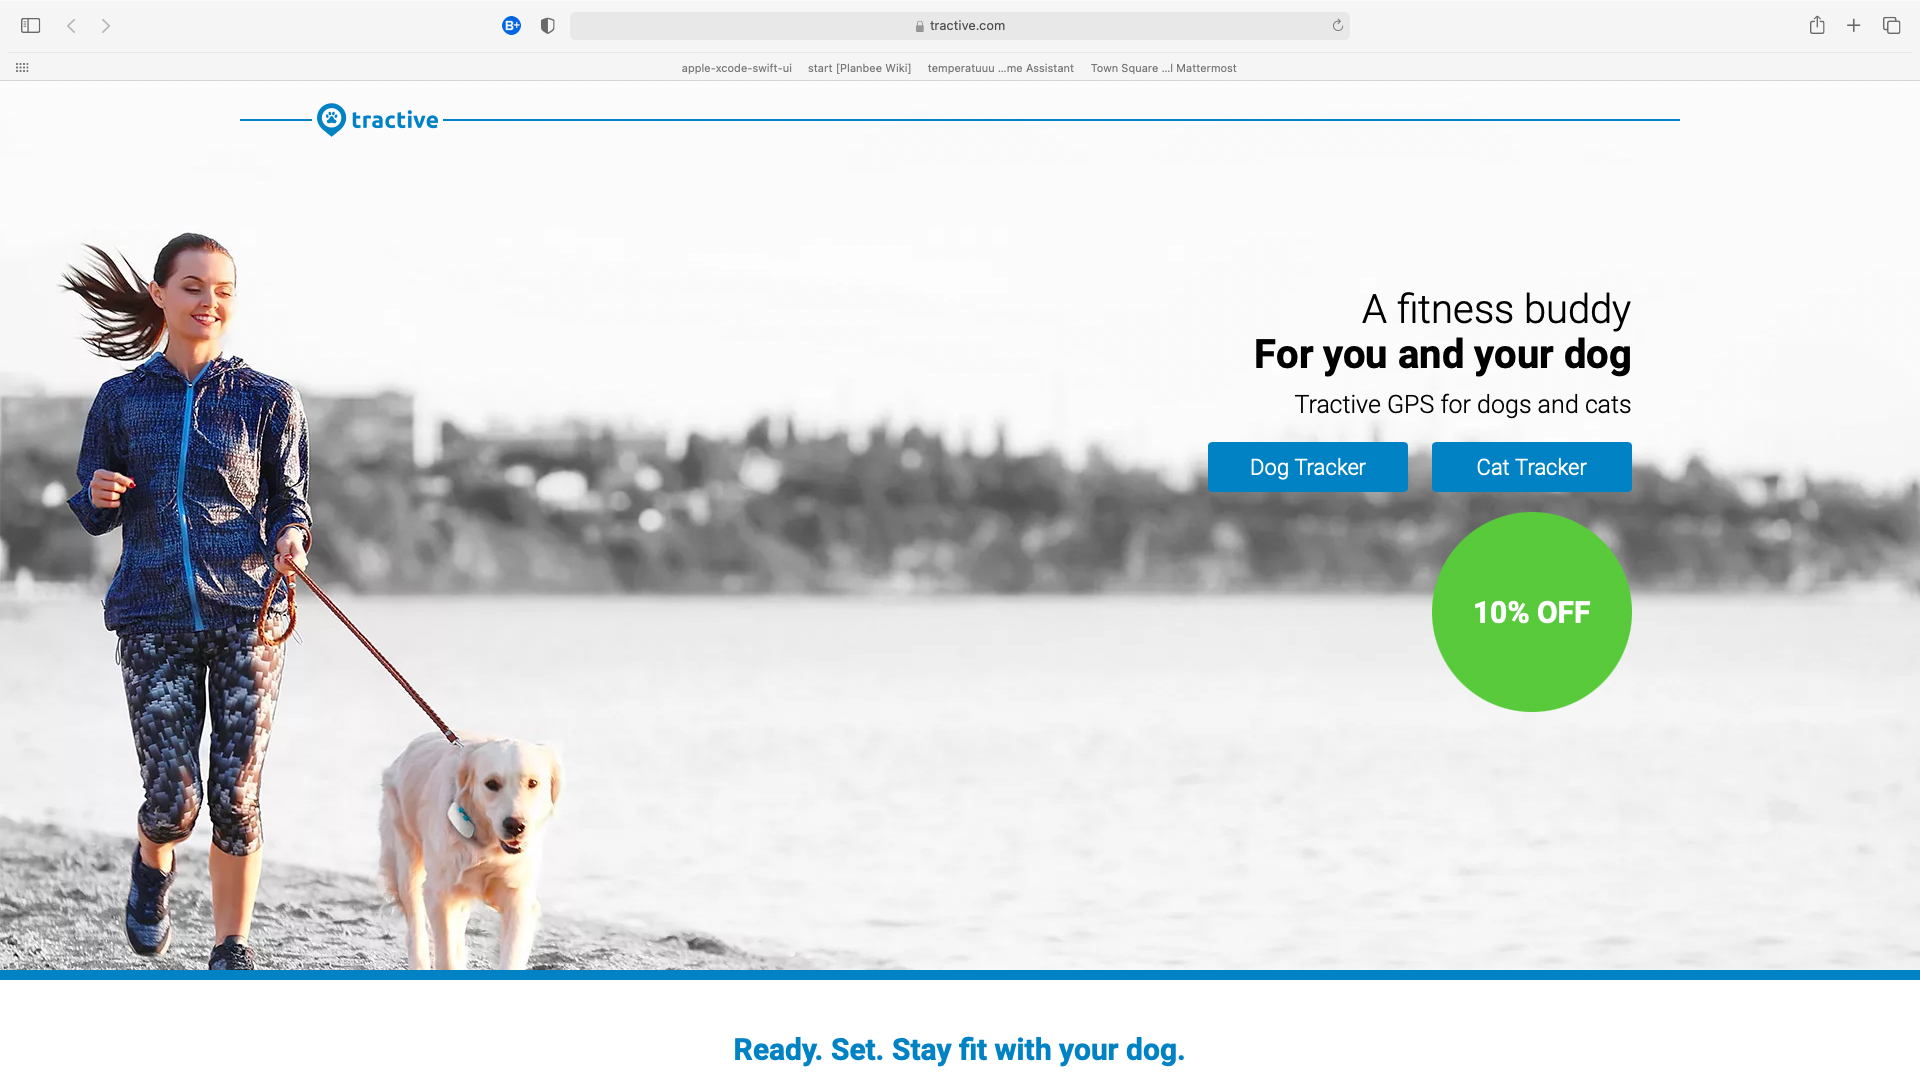 B+
tractive.com
apple-xcode-swift-ui
start [Planbee Wiki]
temperatuuu ...me Assistant
Town Square ...l Mattermost
tractive
A fitness buddy
For you and your dog
Tractive GPS for dogs and cats
Dog Tracker
Cat Tracker
10% OFF
Ready. Set. Stay fit with your dog.